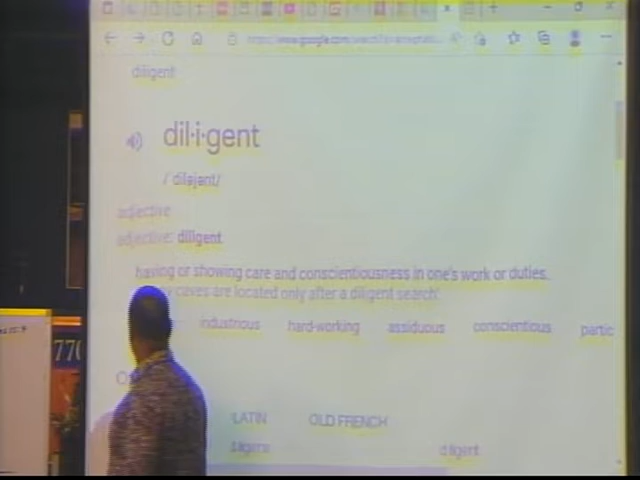 diligent
dil·i·gent
/ˈdiləjənt/
adjective
adjective: diligent
having or showing care and conscientiousness in one's work or duties.
caves are located only after a diligent search"
industrious hard-working assiduous conscientious partic
LATIN OLD FRENCH
diligent